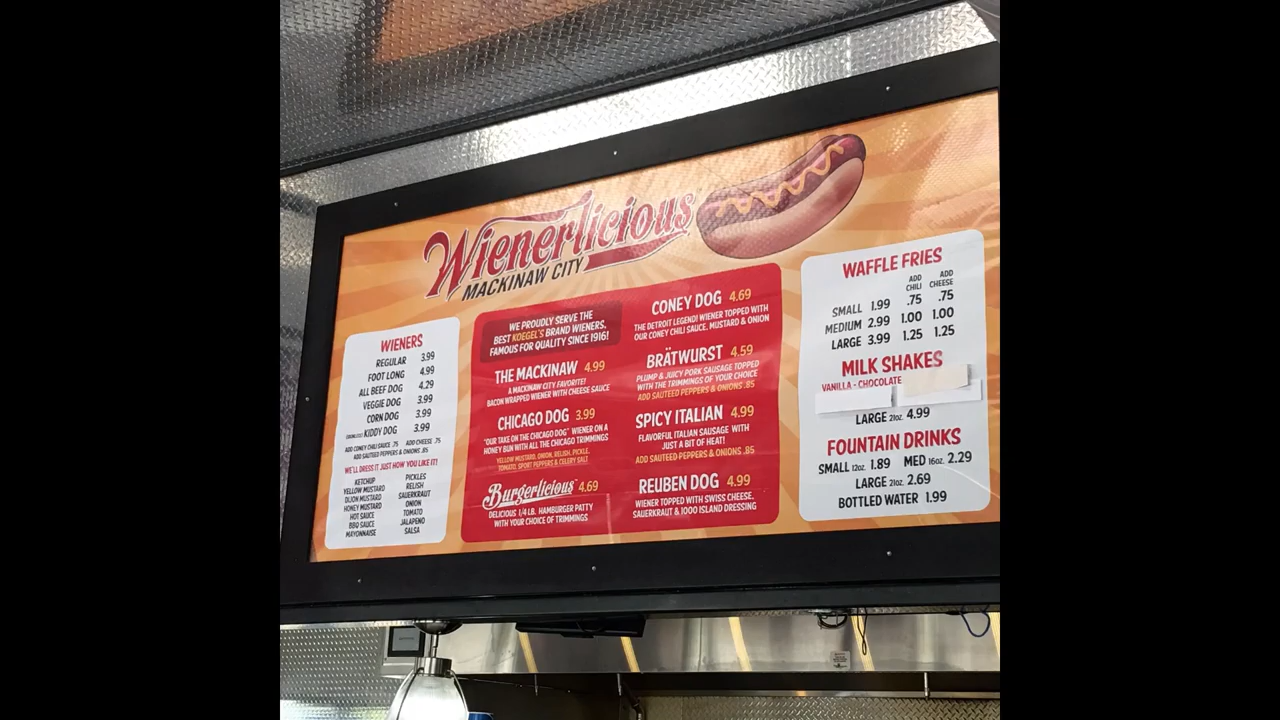 Wienerlicious
MACKINAW CITY
WIENERS
REGULAR 3.99
FOOT LONG 4.99
ALL BEEF DOG 4.29
VEGGIE DOG 3.99
CORN DOG 3.99
KIDDY DOG 3.99
ADD CONEY CHILI SAUCE .75 ADD CHEESE .75
ADD SAUTEED PEPPERS & ONIONS .85
WE'LL DRESS IT JUST HOW YOU LIKE IT!
KETCHUP
YELLOW MUSTARD
DIJON MUSTARD
HONEY MUSTARD
HOT SAUCE
BBQ SAUCE
MAYONNAISE
PICKLES
RELISH
SAUERKRAUT
ONION
TOMATO
JALAPENO
SALSA
WE PROUDLY SERVE THE
BEST KOEGEL'S BRAND WIENERS,
FAMOUS FOR QUALITY SINCE 1916!
THE MACKINAW 4.99
A MACKINAW CITY FAVORITE!
BACON WRAPPED WIENER WITH CHEESE SAUCE
CHICAGO DOG 3.99
"OUR TAKE ON THE CHICAGO DOG" WIENER ON A
HONEY BUN WITH ALL THE CHICAGO TRIMMINGS
YELLOW MUSTARD, ONION, RELISH, PICKLE,
TOMATO, SPORT PEPPERS & CELERY SALT
Burgerlicious 4.69
DELICIOUS 1/4 LB. HAMBURGER PATTY
WITH YOUR CHOICE OF TRIMMINGS
CONEY DOG 4.69
THE DETROIT LEGEND! WIENER TOPPED WITH
OUR CONEY CHILI SAUCE, MUSTARD & ONION
BRÄTWURST 4.59
PLUMP & JUICY PORK SAUSAGE TOPPED
WITH THE TRIMMINGS OF YOUR CHOICE
ADD SAUTEED PEPPERS & ONIONS .85
SPICY ITALIAN 4.99
FLAVORFUL ITALIAN SAUSAGE WITH
JUST A BIT OF HEAT!
ADD SAUTEED PEPPERS & ONIONS .85
REUBEN DOG 4.99
WIENER TOPPED WITH SWISS CHEESE,
SAUERKRAUT & 1000 ISLAND DRESSING
WAFFLE FRIES
ADD CHILI ADD CHEESE
SMALL 1.99 .75 .75
MEDIUM 2.99 1.00 1.00
LARGE 3.99 1.25 1.25
MILK SHAKES
VANILLA - CHOCOLATE
LARGE 21oz. 4.99
FOUNTAIN DRINKS
SMALL 12oz. 1.89 MED 16oz. 2.29
LARGE 21oz. 2.69
BOTTLED WATER 1.99